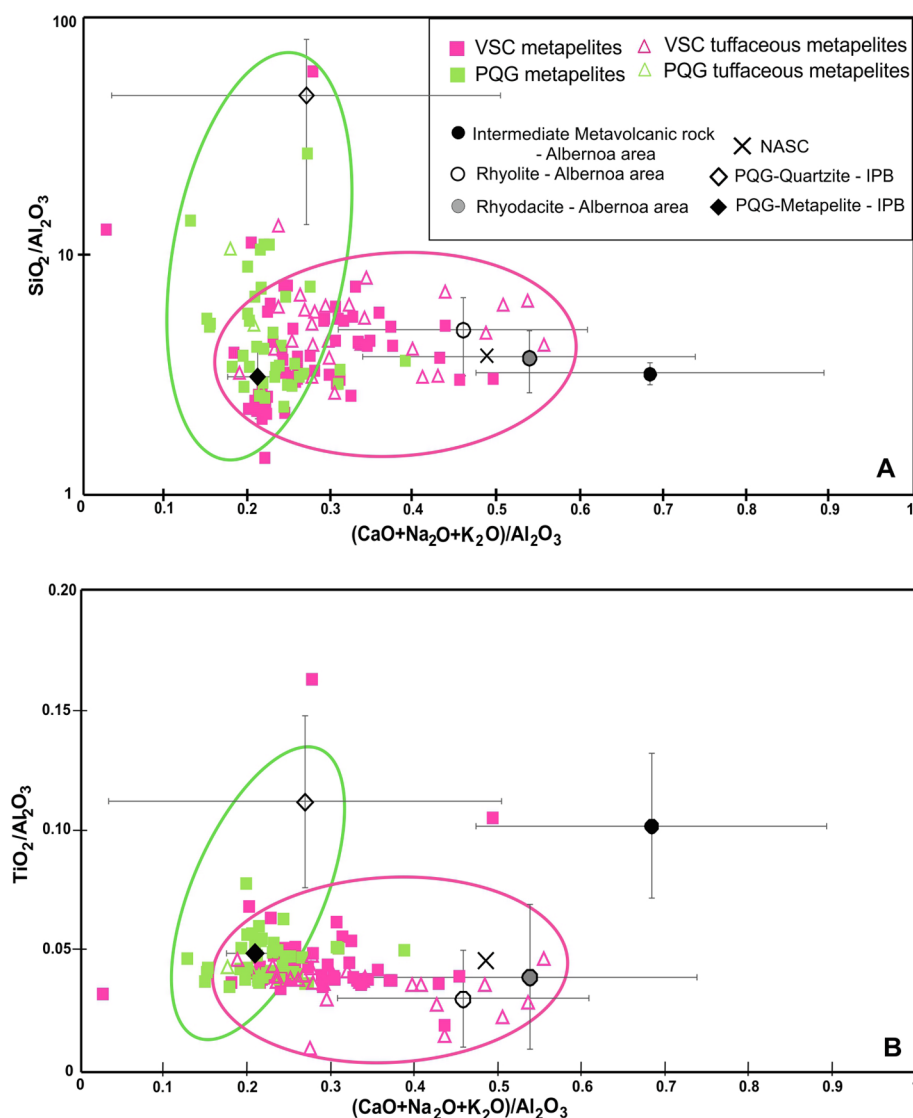 100
VSC metapelites
VSC tuffaceous metapelites
PQG metapelites
PQG tuffaceous metapelites
Intermediate Metavolcanic rock
- Albernoa area
NASC
Rhyolite - Albernoa area
PQG-Quartzite - IPB
Rhyodacite - Albernoa area
PQG-Metapelite - IPB
SiO₂/Al₂O₃
10
A
1
0 0.1 0.2 0.3 0.4 0.5 0.6 0.7 0.8 0.9 1
(CaO+Na₂O+K₂O)/Al₂O₃
0.20
0.15
TiO₂/Al₂O₃
0.10
0.05
B
0
0 0.1 0.2 0.3 0.4 0.5 0.6 0.7 0.8 0.9 1
(CaO+Na₂O+K₂O)/Al₂O₃